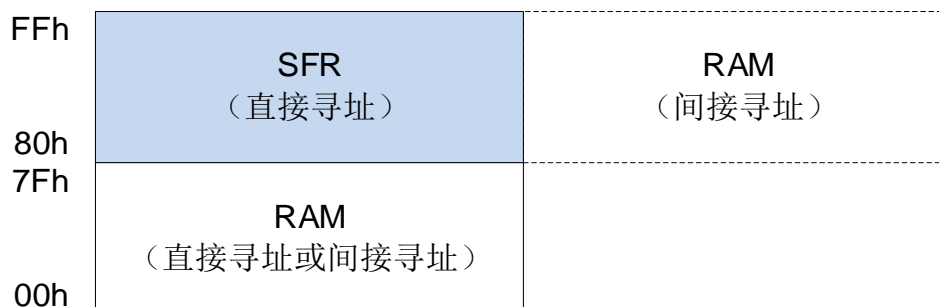 FFh
SFR
（直接寻址）
RAM
（间接寻址）
80h
7Fh
RAM
（直接寻址或间接寻址）
00h